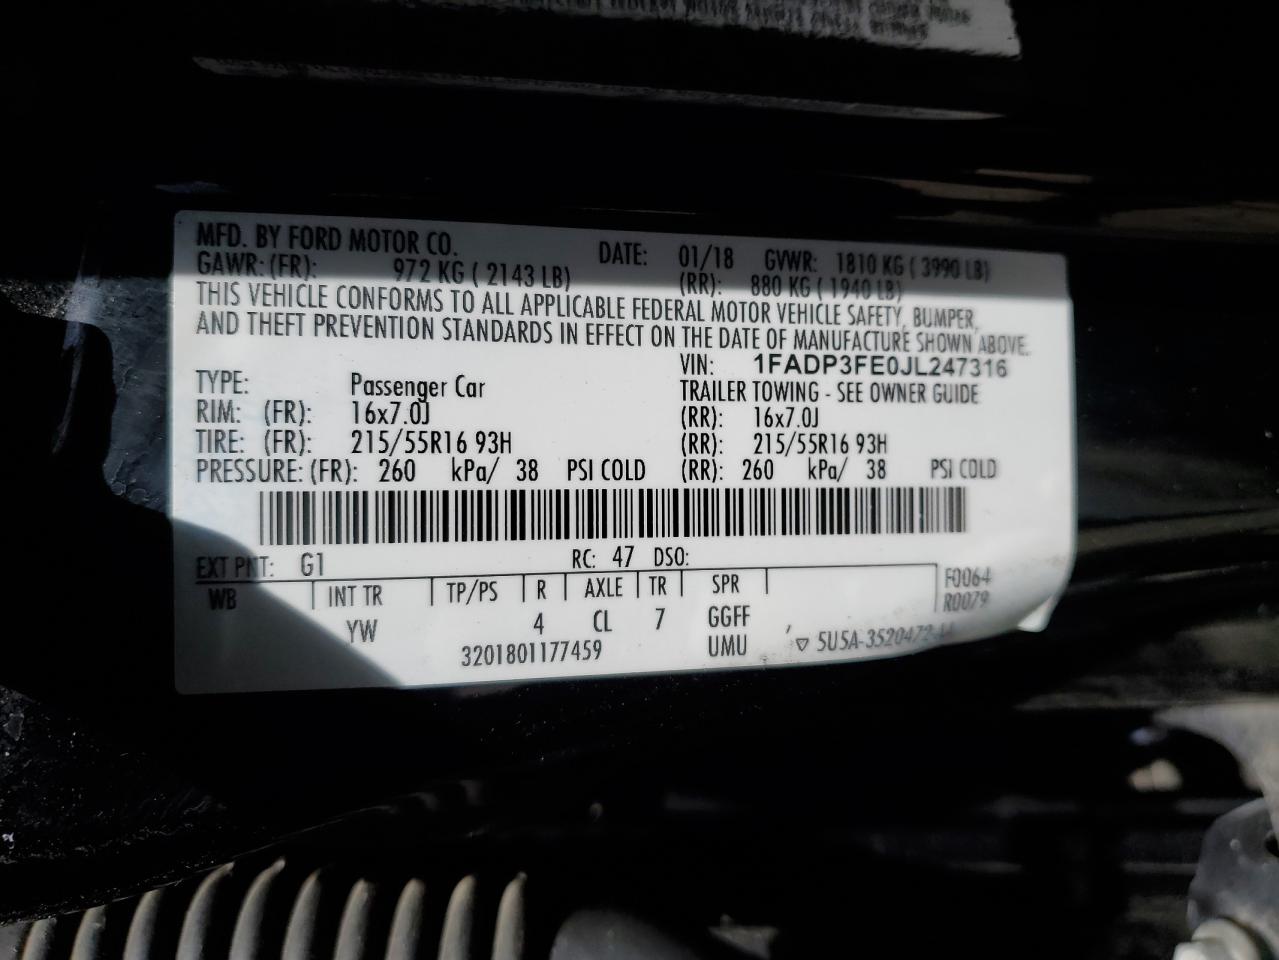 MFD. BY FORD MOTOR CO. DATE: 01/18 GVWR: 1810 KG ( 3990 LB)
GAWR: (FR): 972 KG ( 2143 LB) (RR): 880 KG ( 1940 LB)
THIS VEHICLE CONFORMS TO ALL APPLICABLE FEDERAL MOTOR VEHICLE SAFETY, BUMPER,
AND THEFT PREVENTION STANDARDS IN EFFECT ON THE DATE OF MANUFACTURE SHOWN ABOVE.
VIN: 1FADP3FE0JL247316
TYPE: Passenger Car TRAILER TOWING - SEE OWNER GUIDE
RIM: (FR): 16x7.0J (RR): 16x7.0J
TIRE: (FR): 215/55R16 93H (RR): 215/55R16 93H
PRESSURE: (FR): 260 kPa/ 38 PSI COLD (RR): 260 kPa/ 38 PSI COLD
EXT PNT: G1 RC: 47 DSO:
WB INT TR TP/PS R AXLE TR SPR F0064
R0079
YW 4 CL 7 GGFF
3201801177459 UMU ▽ 5U5A-3520472-